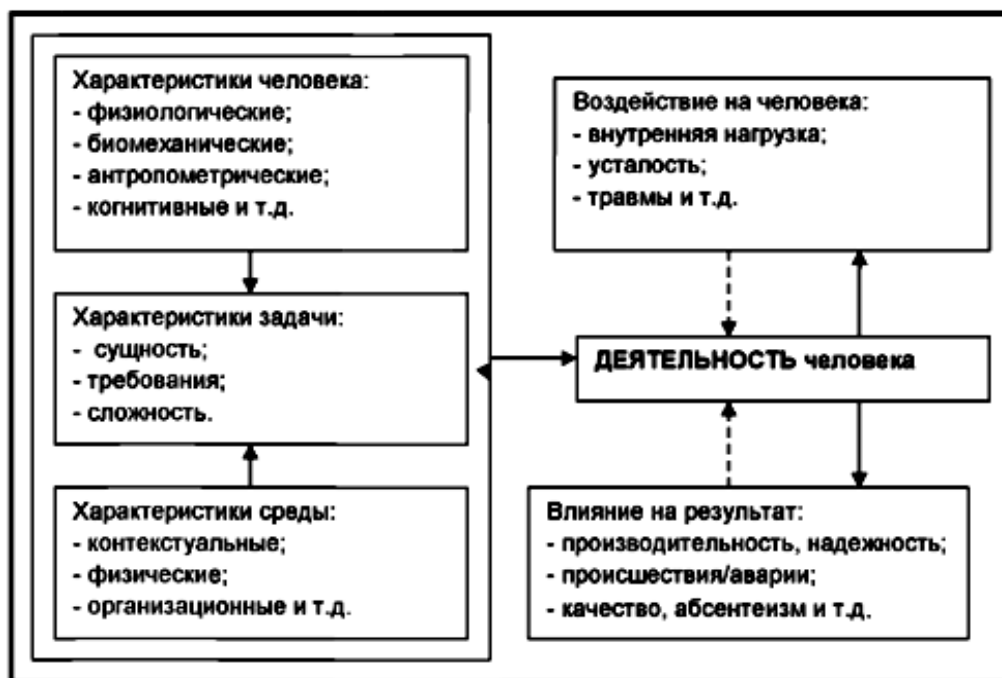 Характеристики человека:
- физиологические;
- биомеханические;
- антропометрические;
- когнитивные и т.д.
Характеристики задачи:
- сущность;
- требования;
- сложность.
Характеристики среды:
- контекстуальные;
- физические;
- организационные и т.д.
Воздействие на человека:
- внутренняя нагрузка;
- усталость;
- травмы и т.д.
ДЕЯТЕЛЬНОСТЬ человека
Влияние на результат:
- производительность, надежность;
- происшествия/аварии;
- качество, абсентеизм и т.д.